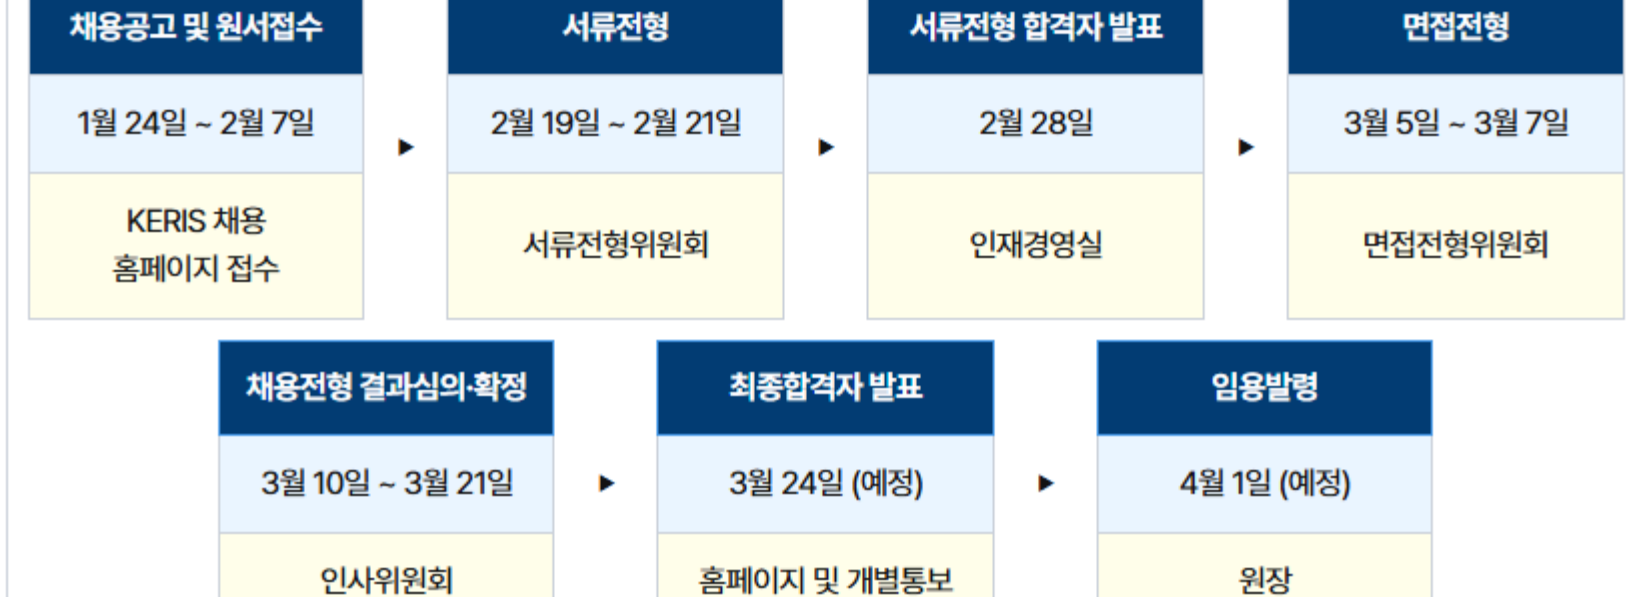 채용공고 및 원서접수
서류전형
서류전형 합격자 발표
면접전형
1월 24일 ~ 2월 7일
2월 19일 ~ 2월 21일
2월 28일
3월 5일 ~ 3월 7일
KERIS 채용
홈페이지 접수
서류전형위원회
인재경영실
면접전형위원회
채용전형 결과심의·확정
최종합격자 발표
임용발령
3월 10일 ~ 3월 21일
3월 24일 (예정)
4월 1일 (예정)
인사위원회
홈페이지 및 개별통보
원장